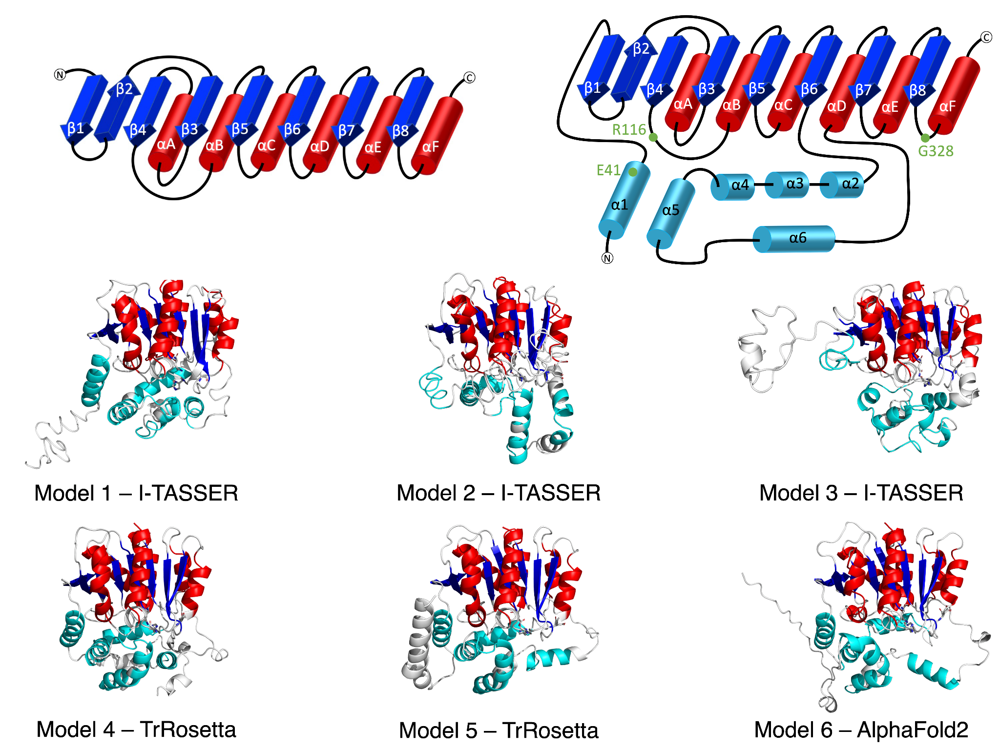 N
β1
β2
β4
αA
β3
αB
β5
αC
β6
αD
β7
αE
β8
αF
C
β1
β2
β4
αA
β3
αB
β5
αC
β6
αD
β7
αE
β8
αF
C
R116
G328
E41
α1
α5
α4
α3
α2
α6
N
Model 1 – I-TASSER
Model 2 – I-TASSER
Model 3 – I-TASSER
Model 4 – TrRosetta
Model 5 – TrRosetta
Model 6 – AlphaFold2